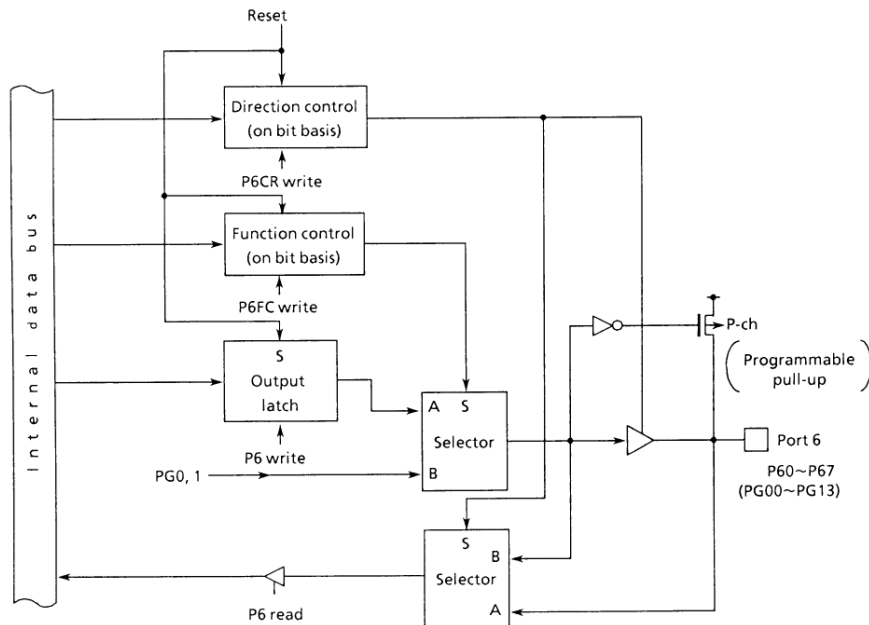 Reset
Direction control
(on bit basis)
P6CR write
Function control
(on bit basis)
P6FC write
S
Output
latch
P6 write
PG0, 1
A S
Selector
B
P-ch
(Programmable
pull-up)
Port 6
P60~P67
(PG00~PG13)
S
B
Selector
A
P6 read
Internal data bus